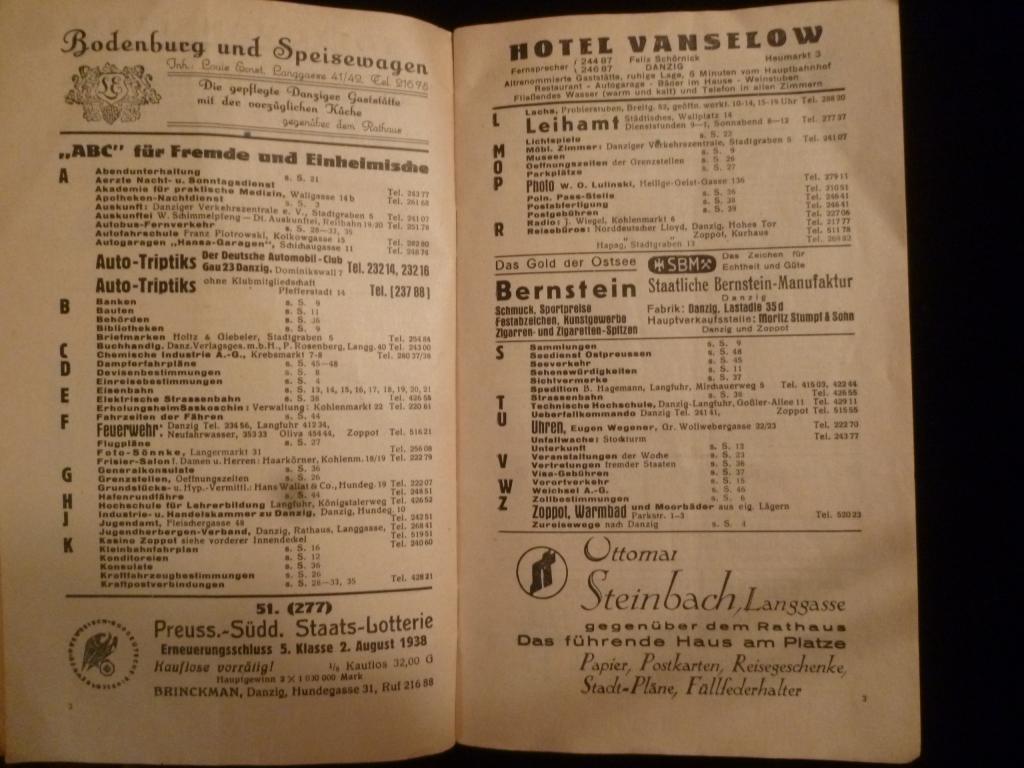 Bodenburg und Speisewagen
Inh.: Louis Ernst, Langgasse 41/42 Tel. 21676
Die gepflegte Danziger Gaststätte
mit der vorzüglichen Küche
gegenüber dem Rathaus
„ABC" für Fremde und Einheimische
A
Abendunterhaltung s. S. 21
Aerzte Nacht- u. Sonntagsdienst
Akademie für praktische Medizin, Wallgasse 14b Tel. 243 77
Apotheken-Nachtdienst s. S. 3 Tel. 261 68
Auskunft: Danziger Verkehrszentrale e. V., Stadtgraben 5
Auskunftei W. Schimmelpfeng — Dt. Auskunftei, Reitbahn 19/20 Tel. 241 07
Autobus-Fernverkehr s. S. 28—33, 35 Tel. 251 78
Autofahrschule Franz Piotrowski, Kolkowgasse 15
Autogaragen „Hansa-Garagen", Schichaugasse 11 Tel. 282 80
Tel. 248 74
Auto-Triptiks Der Deutsche Automobil-Club
Gau 23 Danzig, Dominikswall 7 Tel. 232 14, 232 16
Auto-Triptiks ohne Klubmitgliedschaft
Pfefferstadt 14 Tel. [237 88]
B
Banken s. S. 9
Bauten s. S. 11
Behörden s. S. 36
Bibliotheken s. S. 9
Briefmarken Holtz & Giebeler, Stadtgraben 5 Tel. 254 84
Buchhandlg. Danz. Verlagsges. m. b. H., P. Rosenberg, Langg. 40 Tel. 243 00
C
Chemische Industrie A.-G., Krebsmarkt 7-8 Tel. 280 37/38
D
Dampferfahrpläne s. S. 45—48
Devisenbestimmungen s. S. 8
Einreisebestimmungen s. S. 4
E
Eisenbahn s. S. 13, 14, 15, 16, 17, 18, 19, 20, 21
Elektrische Strassenbahn s. S. 38 Tel. 426 55
Erholungsheim Saskoschin: Verwaltung: Kohlenmarkt 22 Tel. 220 61
F
Fahrzeiten der Fähren s. S. 44
Feuerwehr: Danzig Tel. 234 56, Langfuhr 412 34,
Neufahrwasser, 353 33 Oliva 454 44, Zoppot Tel. 516 21
Flugpläne s. S. 27
Foto-Sönnke, Langermarkt 31 Tel. 256 08
Frisier-Salon f. Damen u. Herren: Haarkörner, Kohlenm. 18/19 Tel. 222 79
Generalkonsulate s. S. 36
G
Grenzstellen, Oeffnungszeiten s. S. 26
Grundstücks- u. Hyp.-Vermittl.: Hans Wallat & Co., Hundeg. 19 Tel. 222 07
H
Hafenrundfahrt s. S. 44 Tel. 248 51
Hochschule für Lehrerbildung Langfuhr, Königstalerweg Tel. 426 52
Industrie- u. Handelskammer zu Danzig, Danzig, Hundeg. 10
J
Jugendamt, Fleischergasse 48 Tel. 242 51
Jugendherbergen-Verband, Danzig, Rathaus, Langgasse, Tel. 268 41
Kasino Zoppot siehe vorderer Innendeckel Tel. 519 51
K
Kleinbahnfahrplan s. S. 16 Tel. 240 60
Konditoreien s. S. 12
Konsulate s. S. 36
Kraftfahrzeugbestimmungen s. S. 26
Kraftpostverbindungen s. S. 28—33, 35 Tel. 428 21
51. (277)
Preuss.-Südd. Staats-Lotterie
Erneuerungsschluss 5. Klasse 2. August 1938
Kauflose vorrätig! 1/8 Kauflos 32,00 G
Hauptgewinn 2 X 1 000 000 Mark
BRINCKMAN, Danzig, Hundegasse 31, Ruf 216 88
HOTEL VANSELOW
Fernsprecher ( 244 87 Felix Schörnick Heumarkt 3
( 246 87 DANZIG
Altrenommierte Gaststätte, ruhige Lage, 5 Minuten vom Hauptbahnhof
Restaurant - Autogarage - Bäder im Hause - Weinstuben
Fließendes Wasser (warm und kalt) und Telefon in allen Zimmern
L
Lachs, Probierstuben, Breitg. 52, geöffn. werkt. 10-14, 15-19 Uhr Tel. 288 20
Leihamt Städtisches, Wallplatz 14
Dienststunden 9—1, Sonnabend 8—12 Tel. 277 37
Lichtspiele s. S. 23
M
Möbl. Zimmer: Danziger Verkehrszentrale, Stadtgraben 5 Tel. 241 07
Museen s. S. 9
O
Oeffnungszeiten der Grenzstellen s. S. 26
Parkplätze s. S. 27
P
Photo W. O. Lulinski, Heilige-Geist-Gasse 136 Tel. 279 11
Poln. Pass-Stelle s. S. 36 Tel. 210 51
Postabfertigung s. S. 38 Tel. 246 41
Postgebühren s. S. 39 Tel. 246 41
R
Radio: J. Wiegel, Kohlenmarkt 6 Tel. 227 06
Reisebüros: Norddeutscher Lloyd, Danzig, Hohes Tor Tel. 217 77
„ „ Zoppot, Kurhaus Tel. 511 78
Hapag, Stadtgraben 13 Tel. 269 82
Das Gold der Ostsee SBM Das Zeichen für
Echtheit und Güte
Bernstein Staatliche Bernstein-Manufaktur
Danzig
Schmuck, Sportpreise
Festabzeichen, Kunstgewerbe
Zigarren- und Zigaretten-Spitzen
Fabrik: Danzig, Lastadie 35d
Hauptverkaufsstelle: Moritz Stumpf & Sohn
Danzig und Zoppot
S
Sammlungen s. S. 9
Seedienst Ostpreussen s. S. 48
Seeverkehr s. S. 45
Sehenswürdigkeiten s. S. 11
Sichtvermerke s. S. 37
Spedition B. Hagemann, Langfuhr, Mirchauerweg 5 Tel. 415 03, 422 44
Strassenbahn s. S. 38 Tel. 426 55
T
Technische Hochschule, Danzig-Langfuhr, Goßler-Allee 11 Tel. 429 11
U
Ueberfallkommando Danzig Tel. 241 41, Zoppot Tel. 515 55
Uhren, Eugen Wegener, Gr. Wollwebergasse 22/23 Tel. 222 70
Unfallwache: Stockturm Tel. 243 77
Unterkunft s. S. 12
V
Veranstaltungen der Woche s. S. 23
Vertretungen fremder Staaten s. S. 36
Visa-Gebühren s. S. 37
Vorortverkehr s. S. 15
W
Weichsel A.-G. s. S. 46
Z
Zollbestimmungen s. S. 6
Zoppot, Warmbad und Moorbäder aus eig. Lägern
Parkstr. 1—3 Tel. 520 23
Zureisewege nach Danzig s. S. 4
Ottomar
Steinbach, Langgasse
gegenüber dem Rathaus
Das führende Haus am Platze
Papier, Postkarten, Reisegeschenke,
Stadt-Pläne, Füllfederhalter
3
3